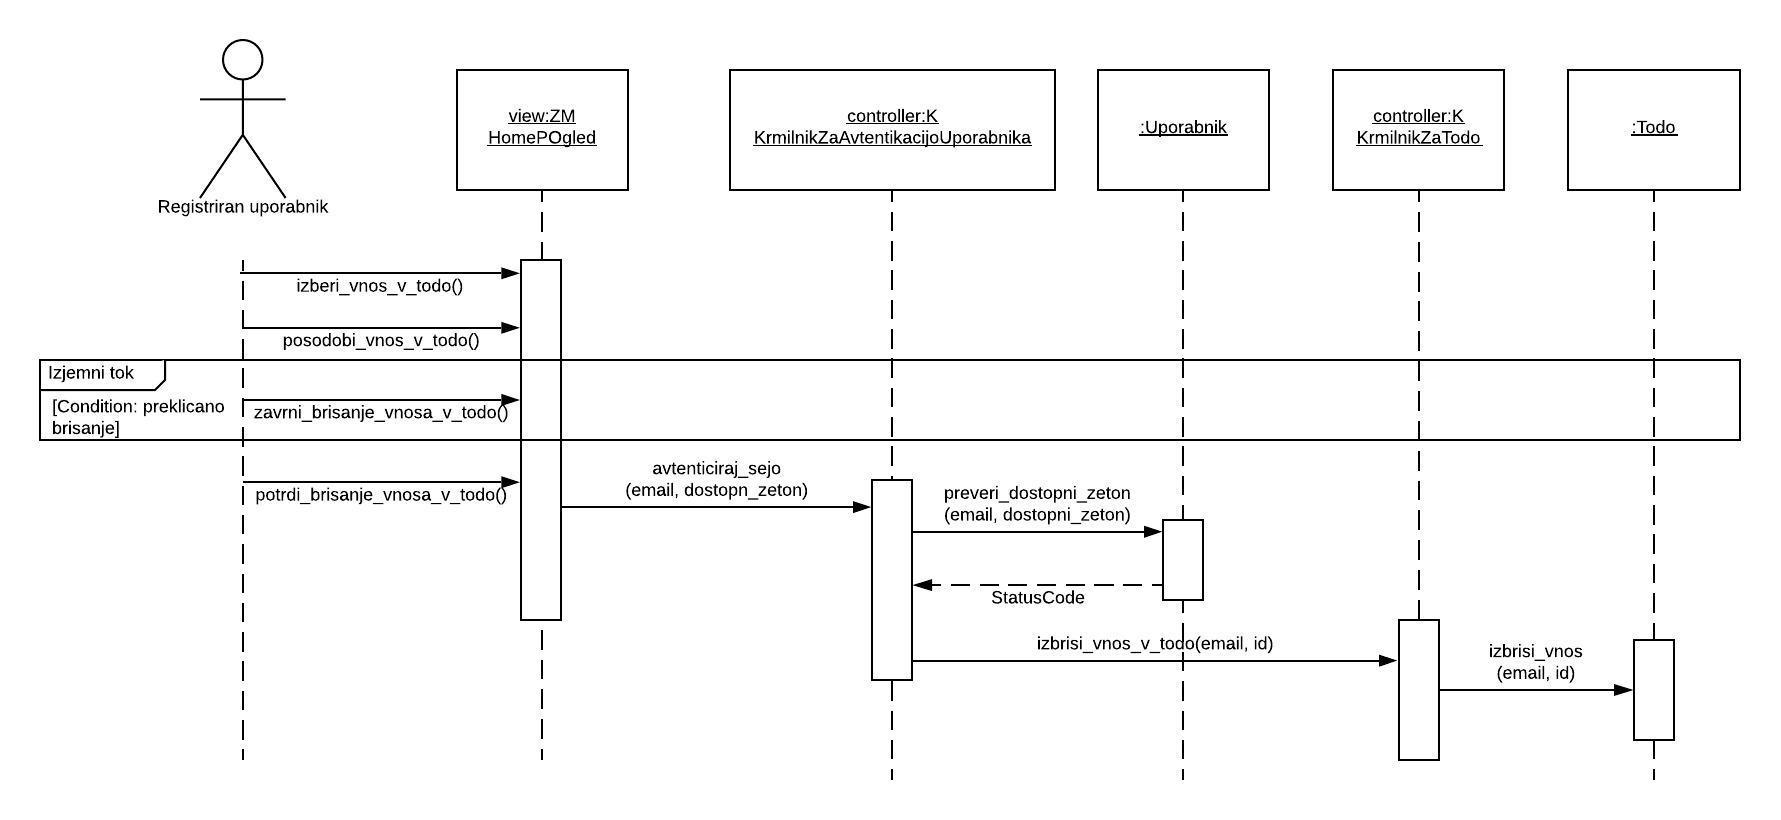 view:ZM
HomePOgled
controller:K
KrmilnikZaAvtentikacijoUporabnika
:Uporabnik
controller:K
KrmilnikZaTodo
:Todo
Registriran uporabnik
izberi_vnos_v_todo()
posodobi_vnos_v_todo()
Izjemni tok
[Condition: preklicano
brisanje]
zavrni_brisanje_vnosa_v_todo()
potrdi_brisanje_vnosa_v_todo()
avtenticiraj_sejo
(email, dostopn_zeton)
preveri_dostopni_zeton
(email, dostopni_zeton)
StatusCode
izbrisi_vnos_v_todo(email, id)
izbrisi_vnos
(email, id)